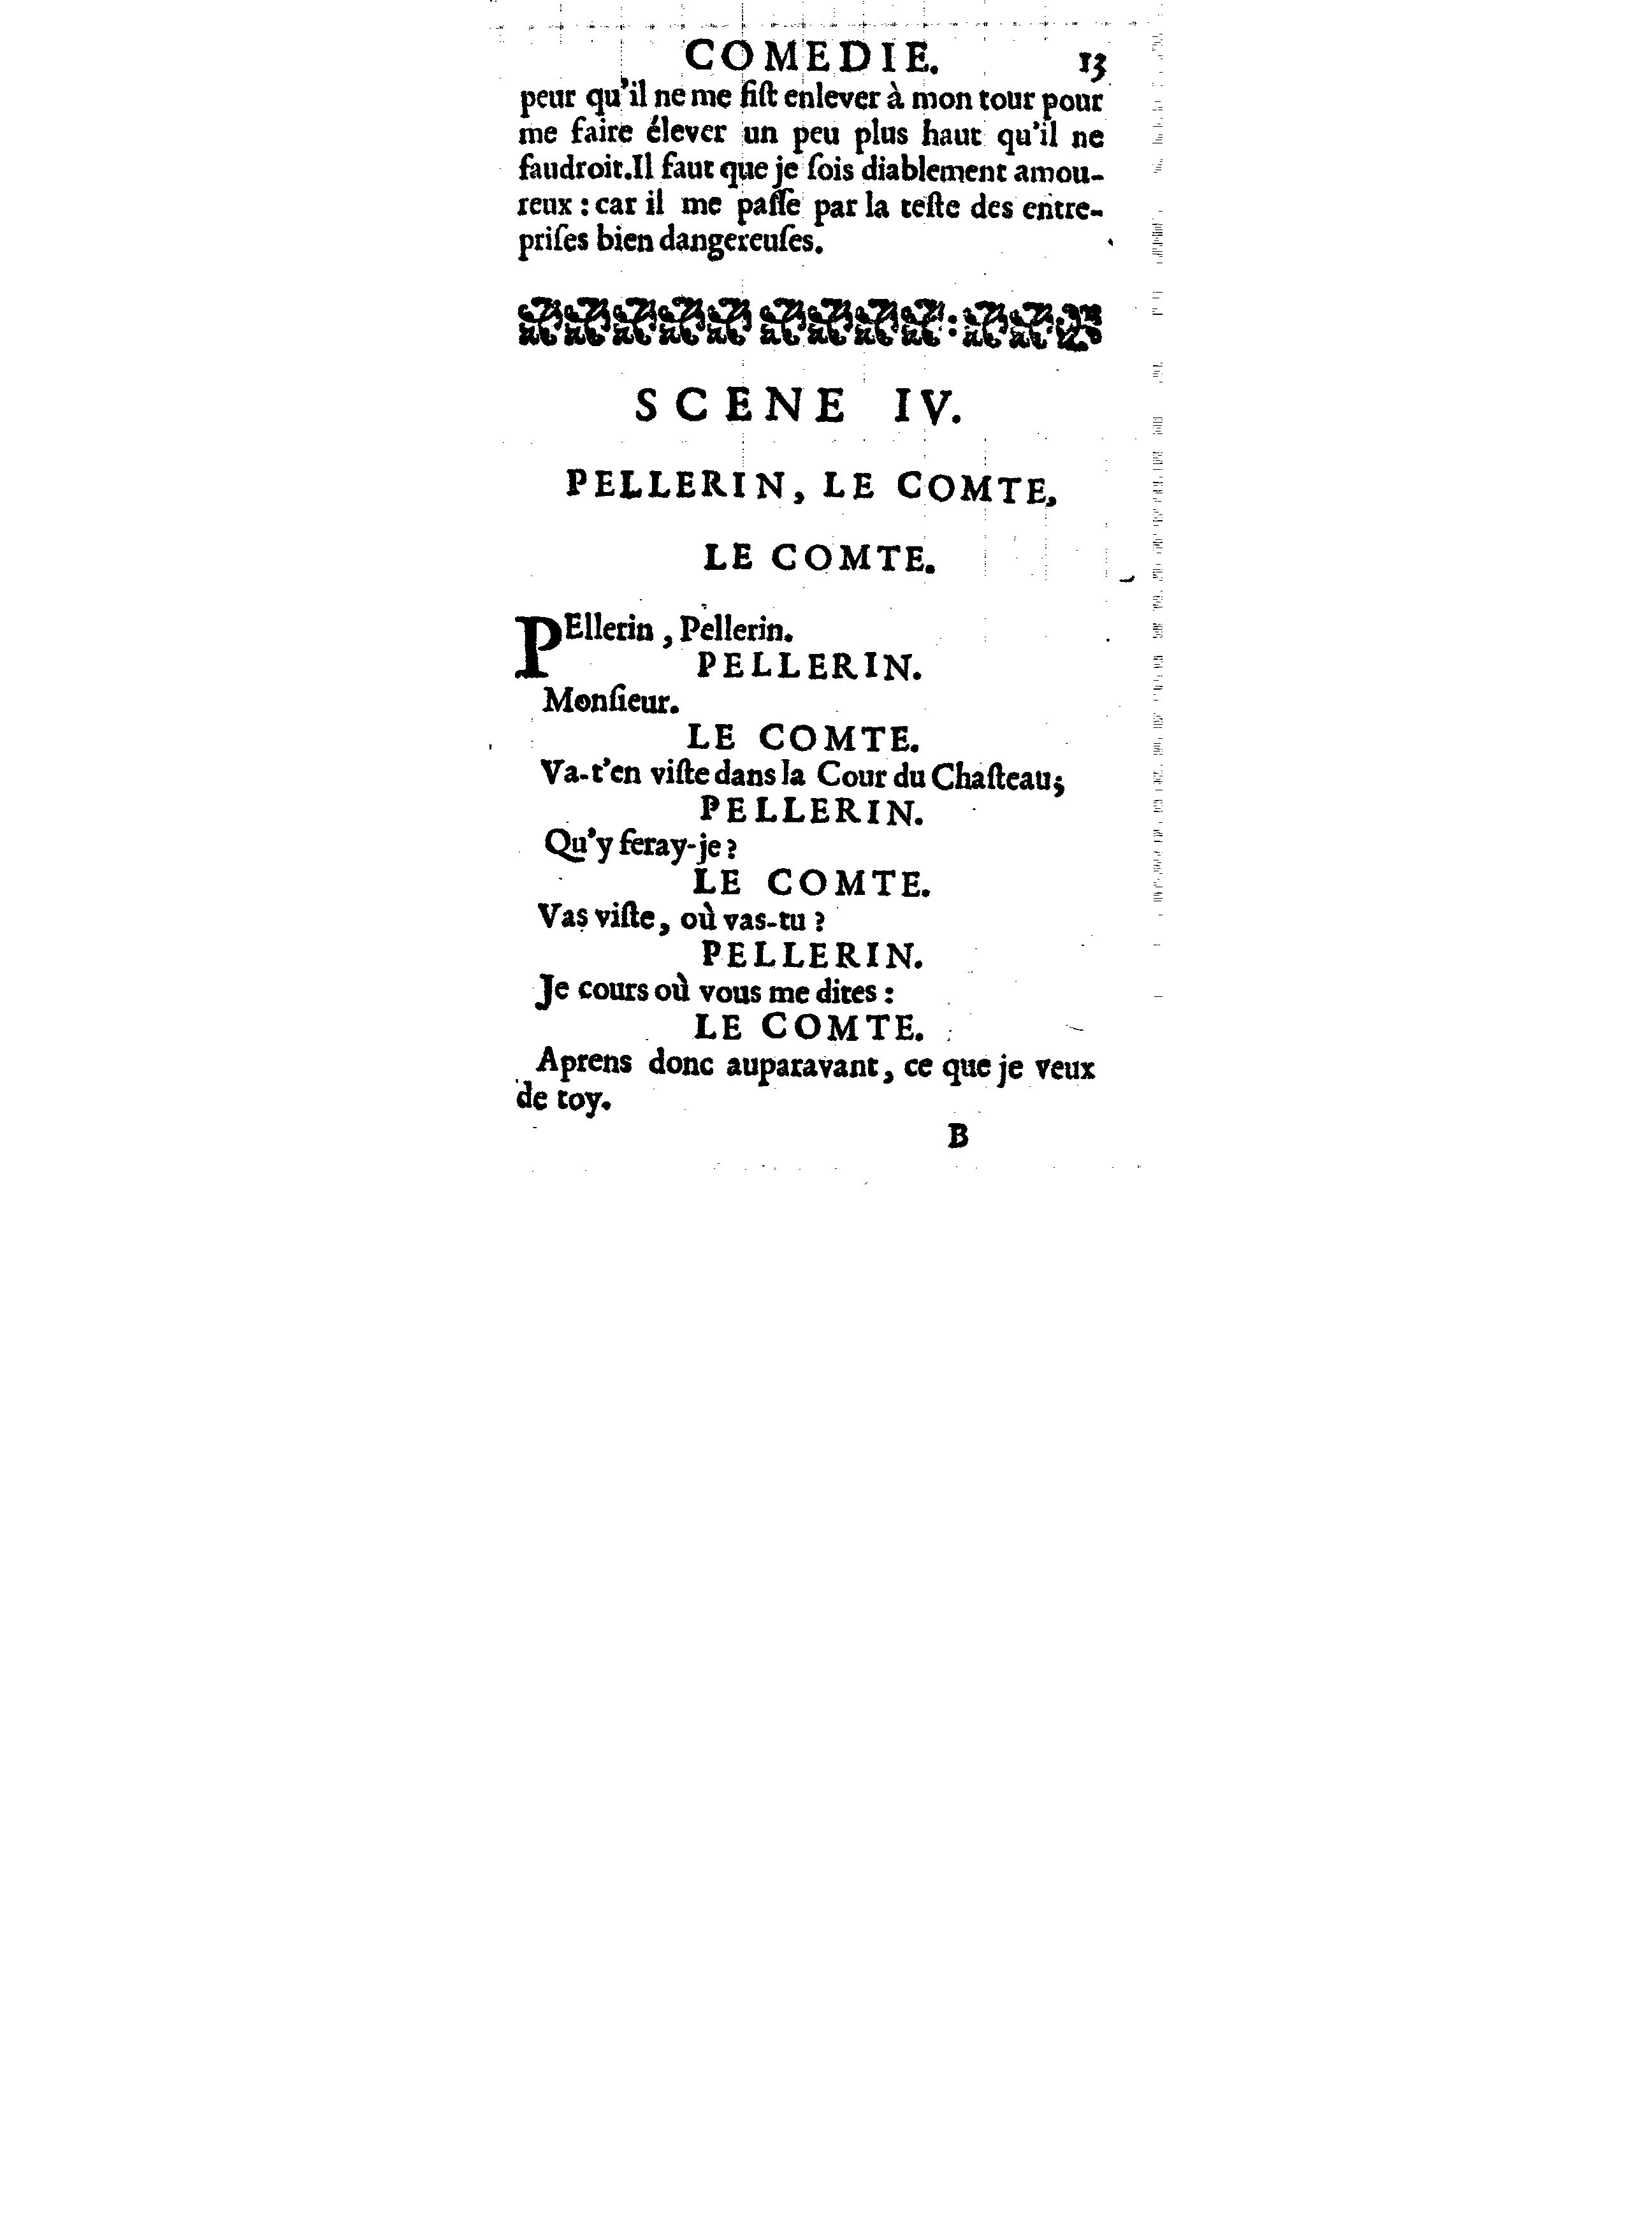 COMEDIE. 13
peur qu'il ne me fiſt enlever à mon tour pour
me faire élever un peu plus haut qu'il ne
faudroit.Il faut que je ſois diablement amou-
reux : car il me paſſe par la teſte des entre-
priſes bien dangereuſes.
SCENE IV.
PELLERIN, LE COMTE,
LE COMTE.
PEllerin, Pellerin.
PELLERIN.
Monſieur.
LE COMTE.
Va-t'en viſte dans la Cour du Chaſteau;
PELLERIN.
Qu'y feray-je ?
LE COMTE.
Vas viſte, où vas-tu ?
PELLERIN.
Je cours où vous me dites :
LE COMTE.
Aprens donc auparavant, ce que je veux
de toy.
B